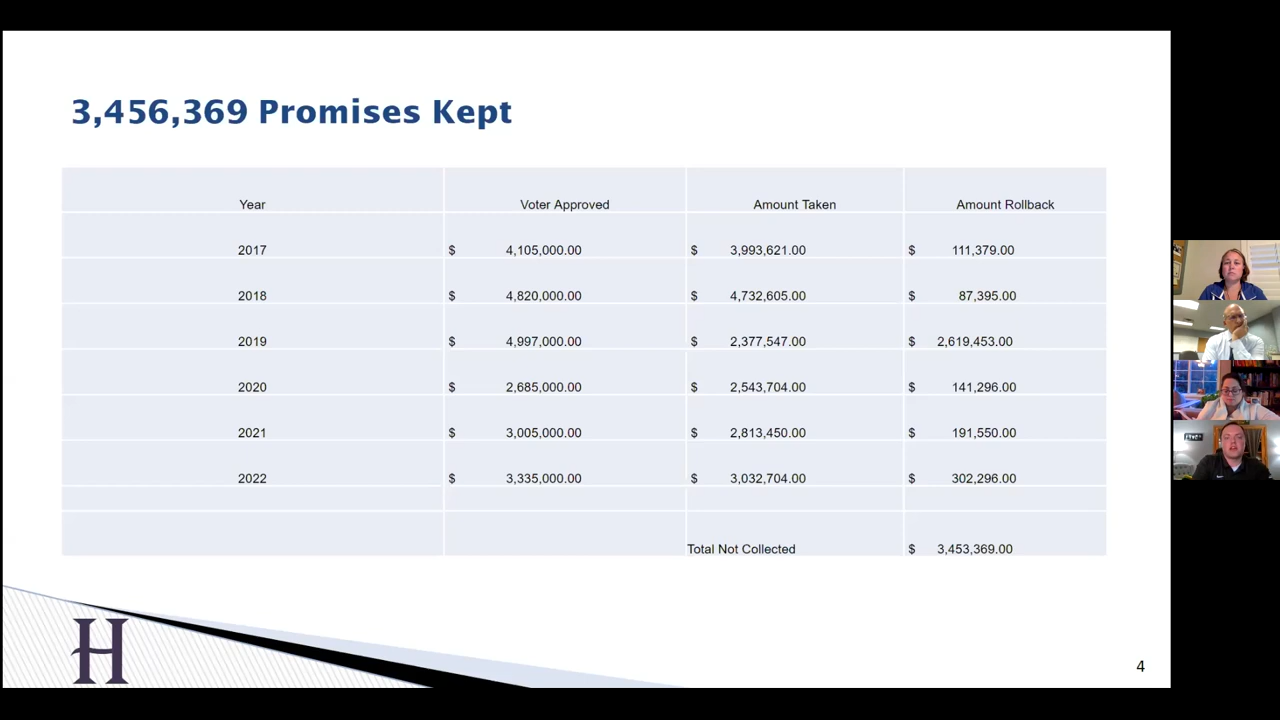 3,456,369 Promises Kept
Year Voter Approved Amount Taken Amount Rollback
2017 $ 4,105,000.00 $ 3,993,621.00 $ 111,379.00
2018 $ 4,820,000.00 $ 4,732,605.00 $ 87,395.00
2019 $ 4,997,000.00 $ 2,377,547.00 $ 2,619,453.00
2020 $ 2,685,000.00 $ 2,543,704.00 $ 141,296.00
2021 $ 3,005,000.00 $ 2,813,450.00 $ 191,550.00
2022 $ 3,335,000.00 $ 3,032,704.00 $ 302,296.00
Total Not Collected $ 3,453,369.00
H
4